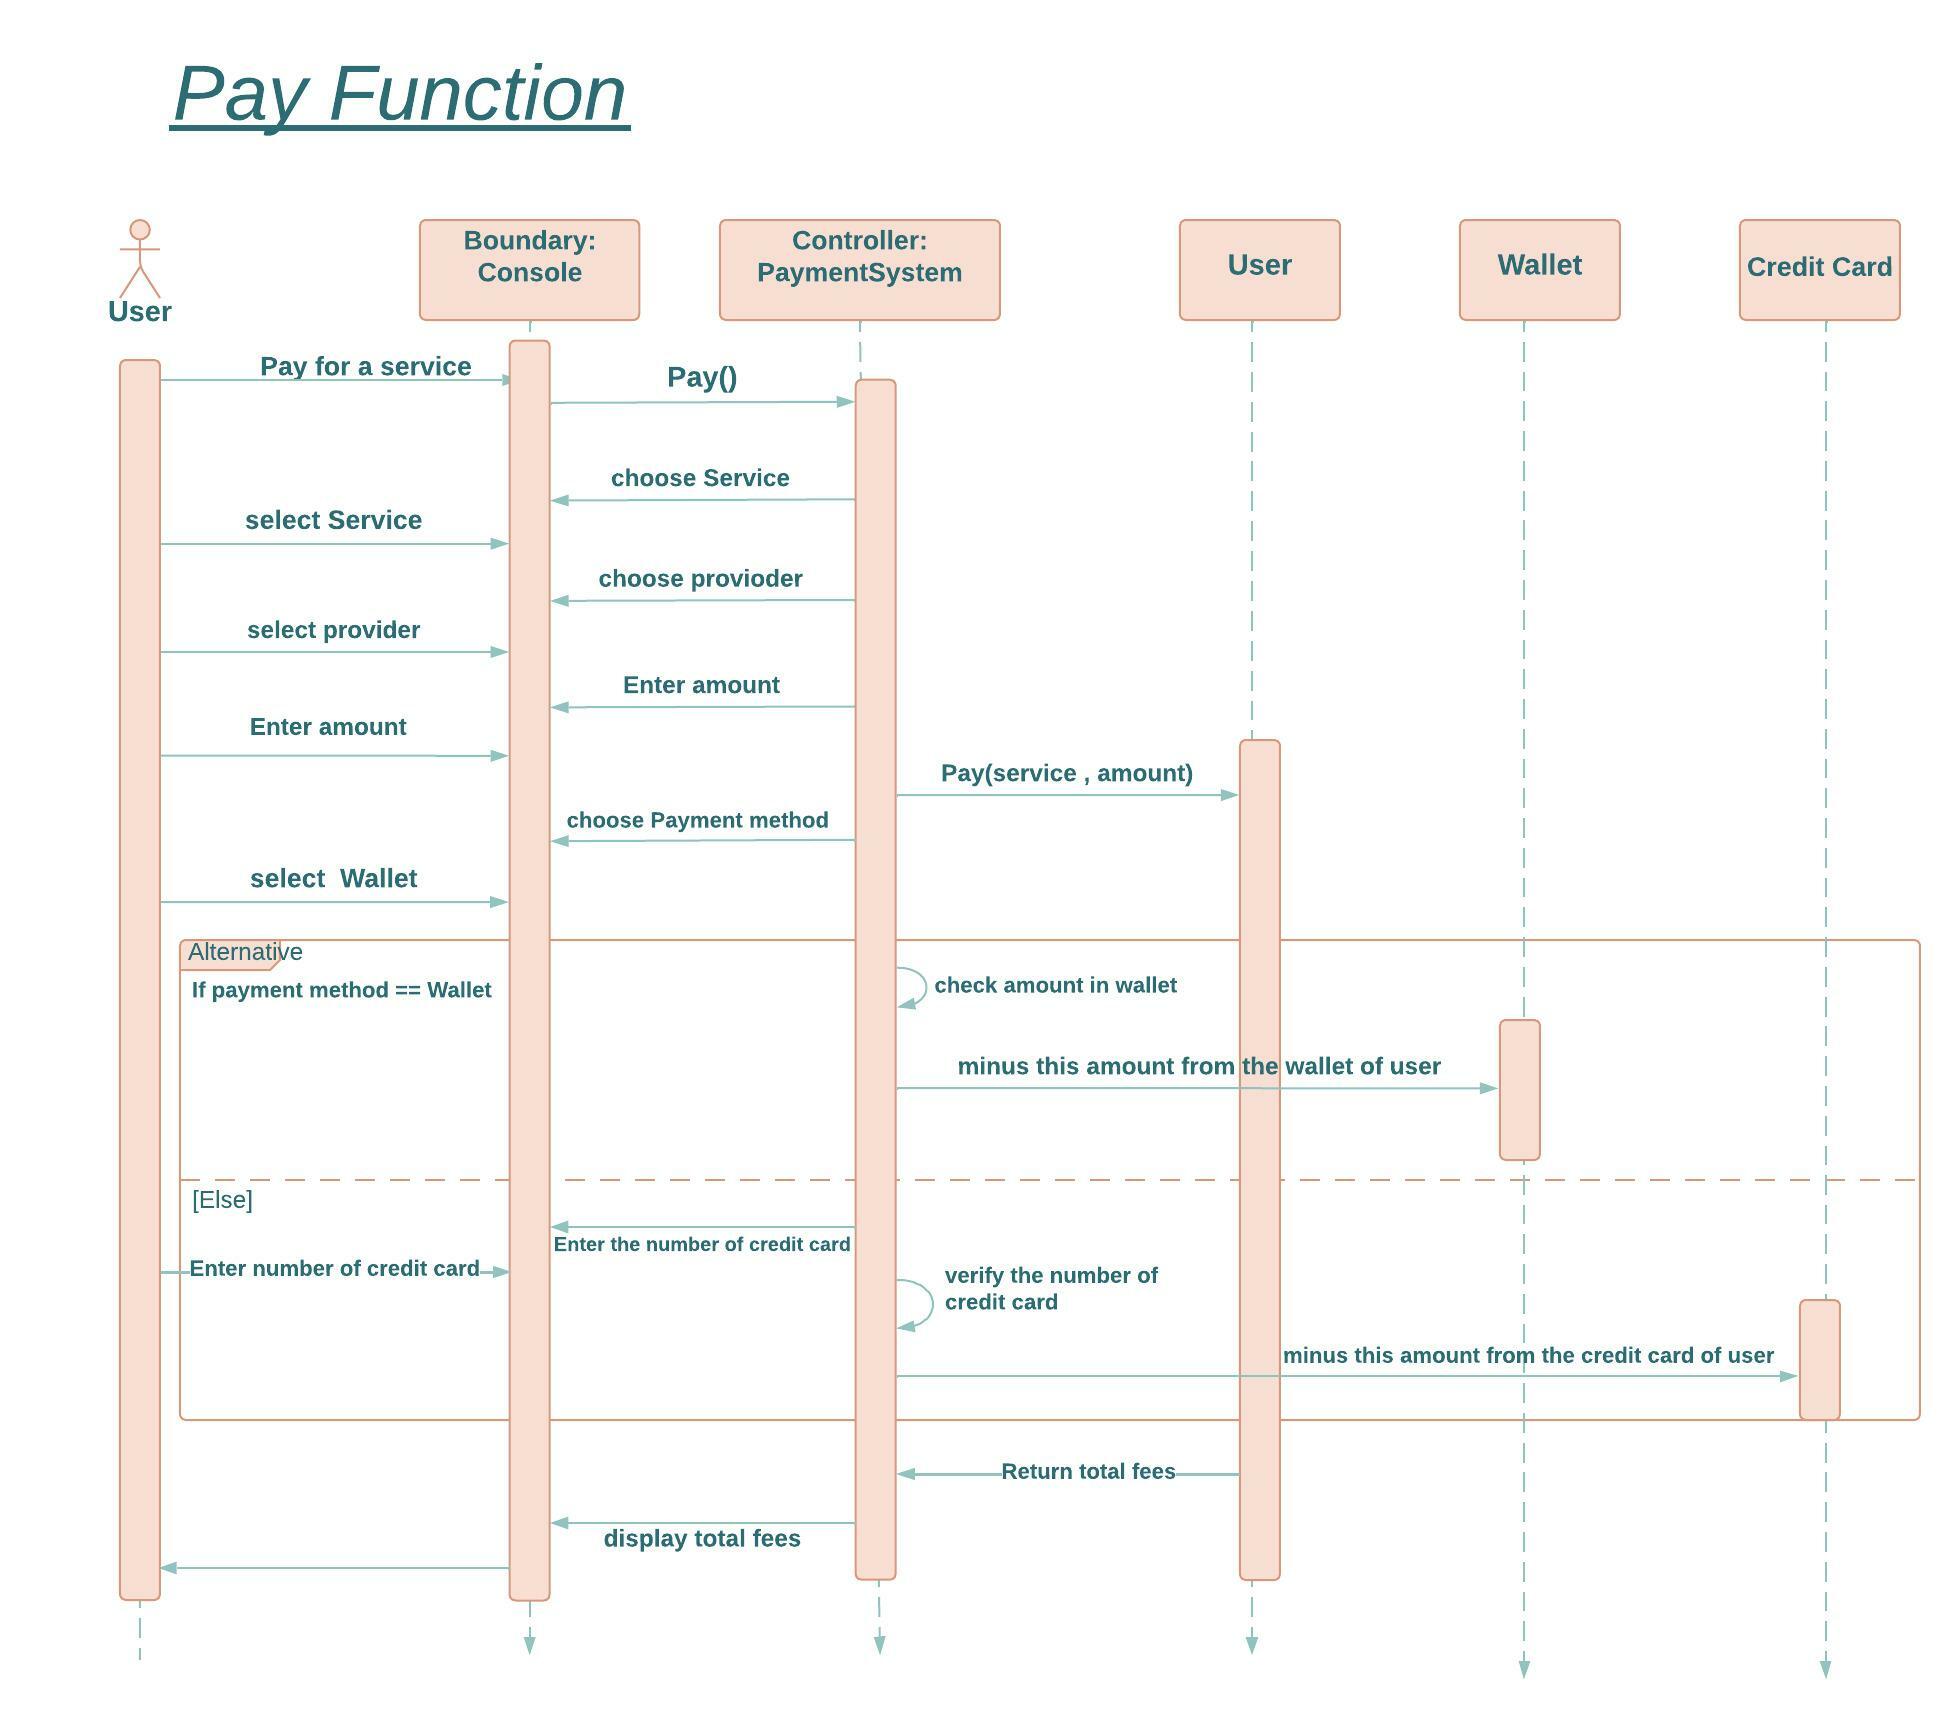 Pay Function
User
Boundary:
Console
Controller:
PaymentSystem
User
Wallet
Credit Card
Pay for a service
Pay()
choose Service
select Service
choose provioder
select provider
Enter amount
Enter amount
Pay(service , amount)
choose Payment method
select  Wallet
Alternative
If payment method == Wallet
check amount in wallet
minus this amount from the wallet of user
[Else]
Enter the number of credit card
Enter number of credit card
verify the number of
credit card
minus this amount from the credit card of user
Return total fees
display total fees